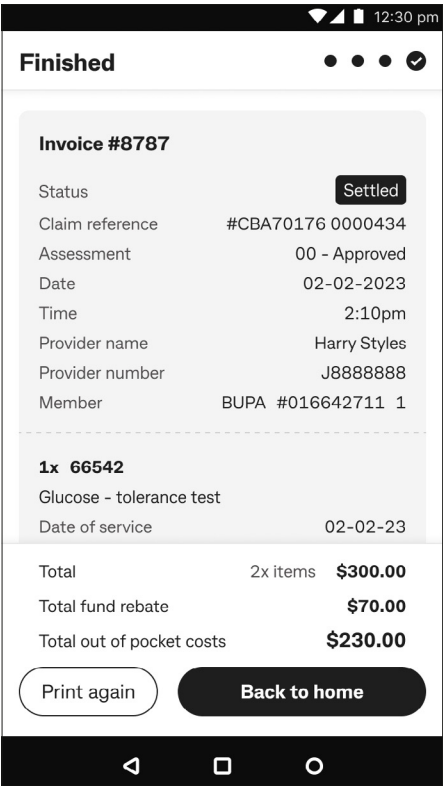 12:30 pm
Finished
Invoice #8787
Status Settled
Claim reference #CBA70176 0000434
Assessment 00 - Approved
Date 02-02-2023
Time 2:10pm
Provider name Harry Styles
Provider number J8888888
Member BUPA #016642711 1
1x 66542
Glucose - tolerance test
Date of service 02-02-23
Total 2x items $300.00
Total fund rebate $70.00
Total out of pocket costs $230.00
Print again Back to home